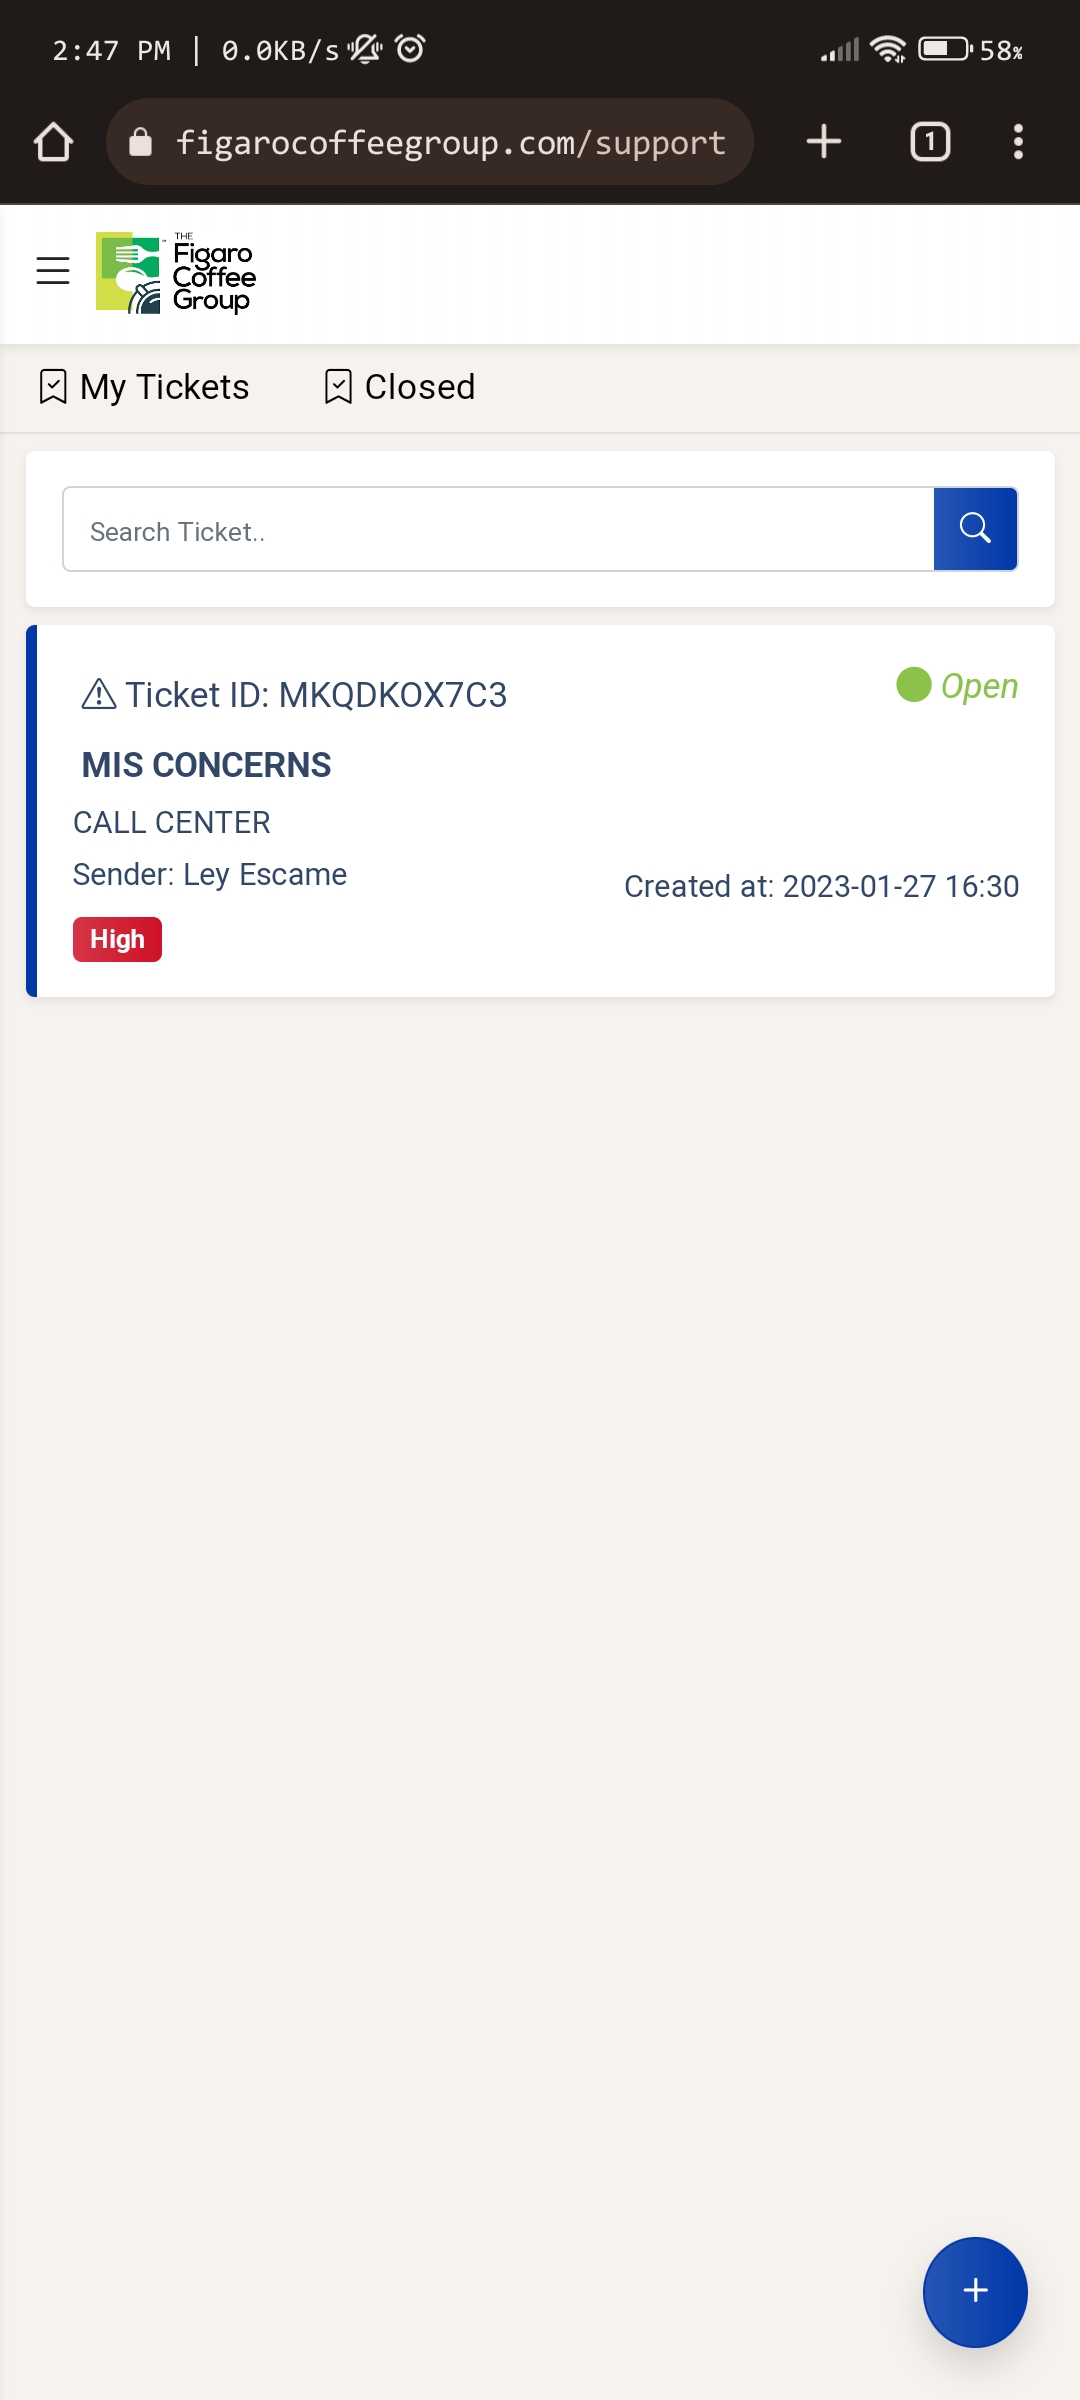 2:47 PM | 0.0KB/s
58%
figarocoffeegroup.com/support
1
THE
Figaro
Coffee
Group
My Tickets
Closed
Search Ticket..
Ticket ID: MKQDKOX7C3
Open
MIS CONCERNS
CALL CENTER
Sender: Ley Escame
Created at: 2023-01-27 16:30
High